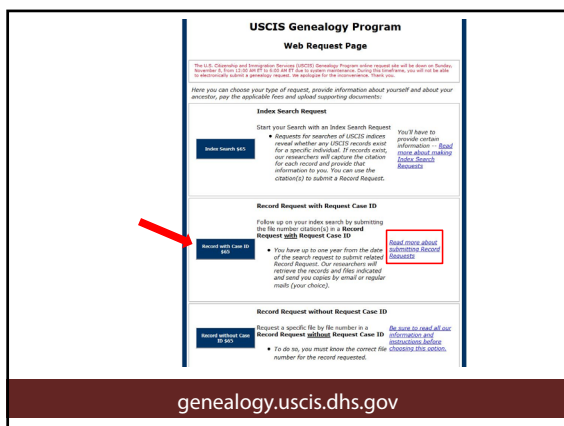 USCIS Genealogy Program
Web Request Page
The U.S. Citizenship and Immigration Services (USCIS) Genealogy Program online request site will be down on Sunday,
November 8, from 12:00 AM ET to 6:00 AM ET due to system maintenance. During this timeframe, you will not be able
to electronically submit a genealogy request. We apologize for the inconvenience. Thank you.
Here you can choose your type of request, provide information about yourself and about your
ancestor, pay the applicable fees and upload supporting documents:
Index Search Request
Index Search $65
Start your Search with an Index Search Request
• Requests for searches of USCIS indices
reveal whether any USCIS records exist
for a specific individual. If records exist,
our researchers will capture the citation
for each record and provide that
information to you. You can use the
citation(s) to submit a Record Request.
You'll have to
provide certain
information -- Read
more about making
Index Search
Requests
Record Request with Request Case ID
Record with Case ID
$65
Follow up on your index search by submitting
the file number citation(s) in a Record
Request with Request Case ID
• You have up to one year from the date
of the search request to submit related
Record Request. Our researchers will
retrieve the records and files indicated
and send you copies by email or regular
mails (your choice).
Read more about
submitting Record
Requests
Record Request without Request Case ID
Record without Case
ID $65
Request a specific file by file number in a
Record Request without Request Case ID
• To do so, you must know the correct file
number for the record requested.
Be sure to read all our
information and
instructions before
choosing this option.
genealogy.uscis.dhs.gov